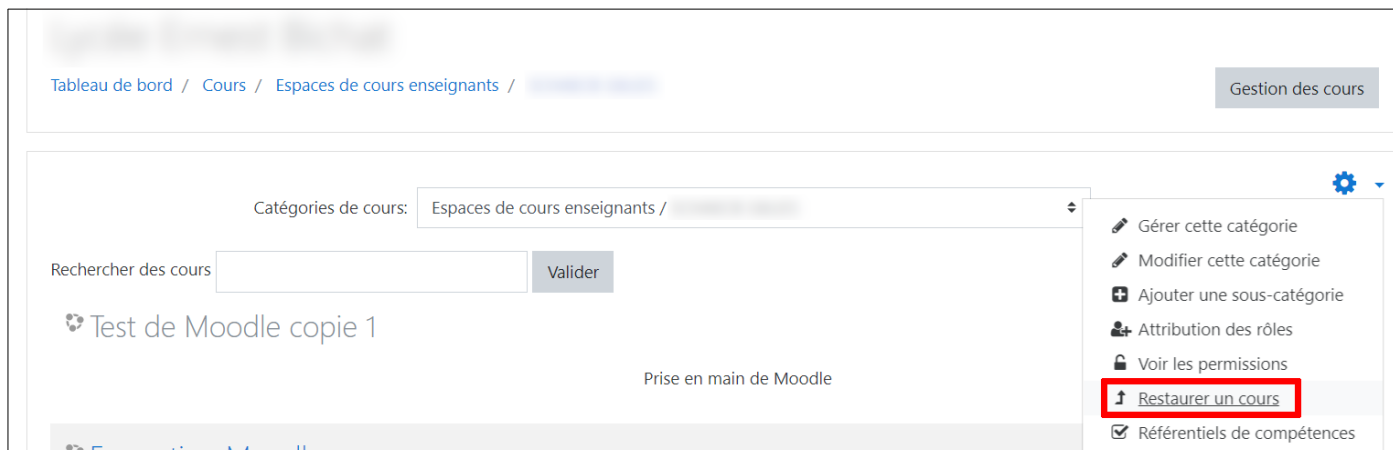 Tableau de bord / Cours / Espaces de cours enseignants /
Gestion des cours
Catégories de cours: Espaces de cours enseignants /
Rechercher des cours
Valider
Test de Moodle copie 1
Prise en main de Moodle
Gérer cette catégorie
Modifier cette catégorie
Ajouter une sous-catégorie
Attribution des rôles
Voir les permissions
Restaurer un cours
Référentiels de compétences